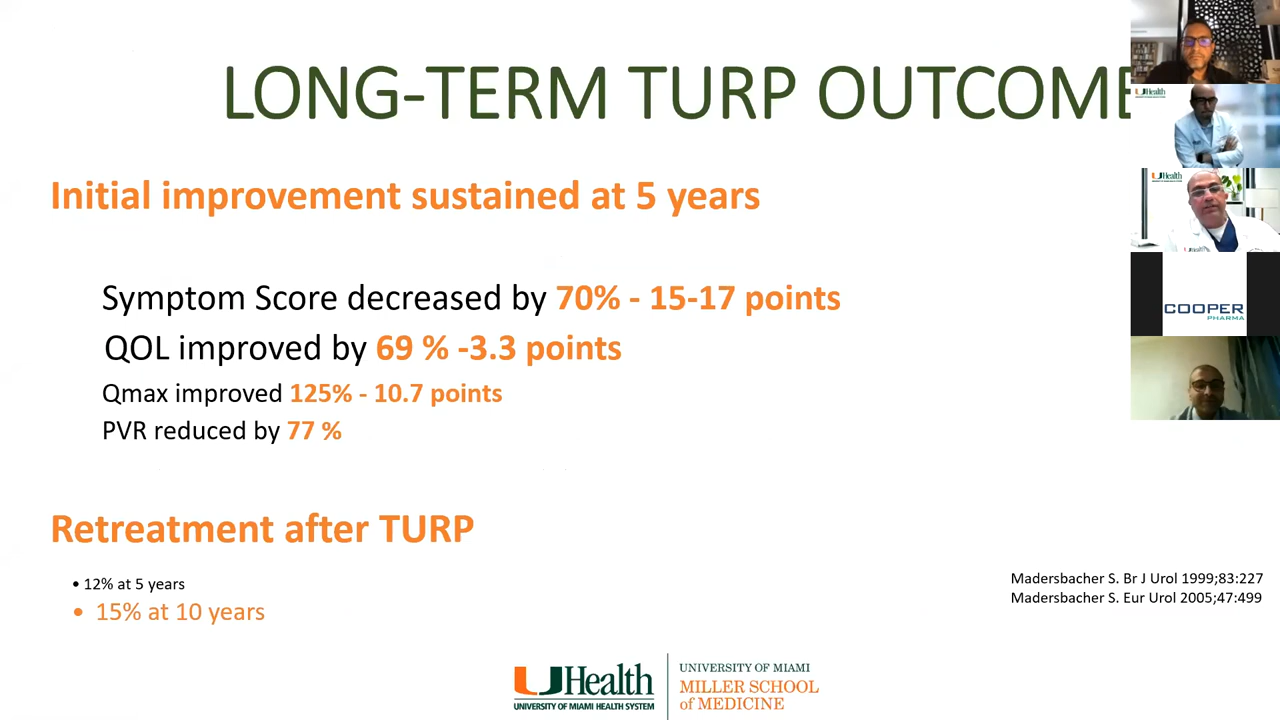 LONG-TERM TURP OUTCOME
Initial improvement sustained at 5 years
Symptom Score decreased by 70% - 15-17 points
QOL improved by 69 % -3.3 points
Qmax improved 125% - 10.7 points
PVR reduced by 77 %
Retreatment after TURP
• 12% at 5 years
• 15% at 10 years
Madersbacher S. Br J Urol 1999;83:227
Madersbacher S. Eur Urol 2005;47:499
UHealth
UNIVERSITY OF MIAMI HEALTH SYSTEM
UNIVERSITY OF MIAMI
MILLER SCHOOL
of MEDICINE
UHealth
UHealth
COOPER
PHARMA